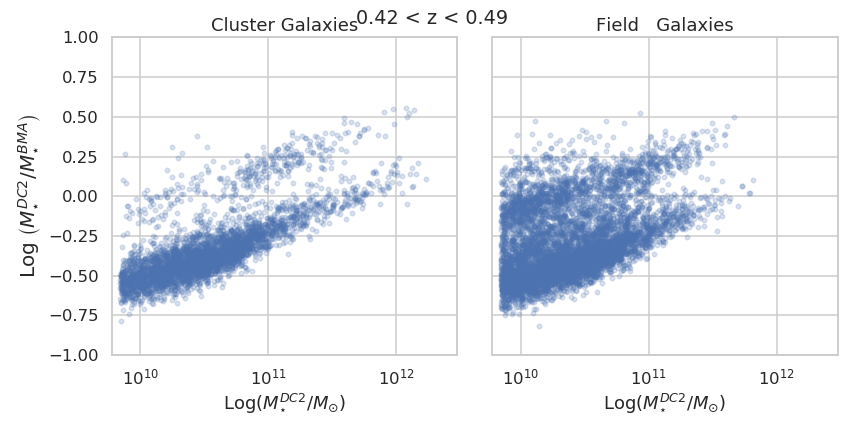 0.42 < z < 0.49
Cluster Galaxies
Field Galaxies
Log (M⋆^DC2/M⋆^BMA)
1.00
0.75
0.50
0.25
0.00
−0.25
−0.50
−0.75
−1.00
10^10 10^11 10^12
10^10 10^11 10^12
Log(M⋆^DC2/M⊙)
Log(M⋆^DC2/M⊙)